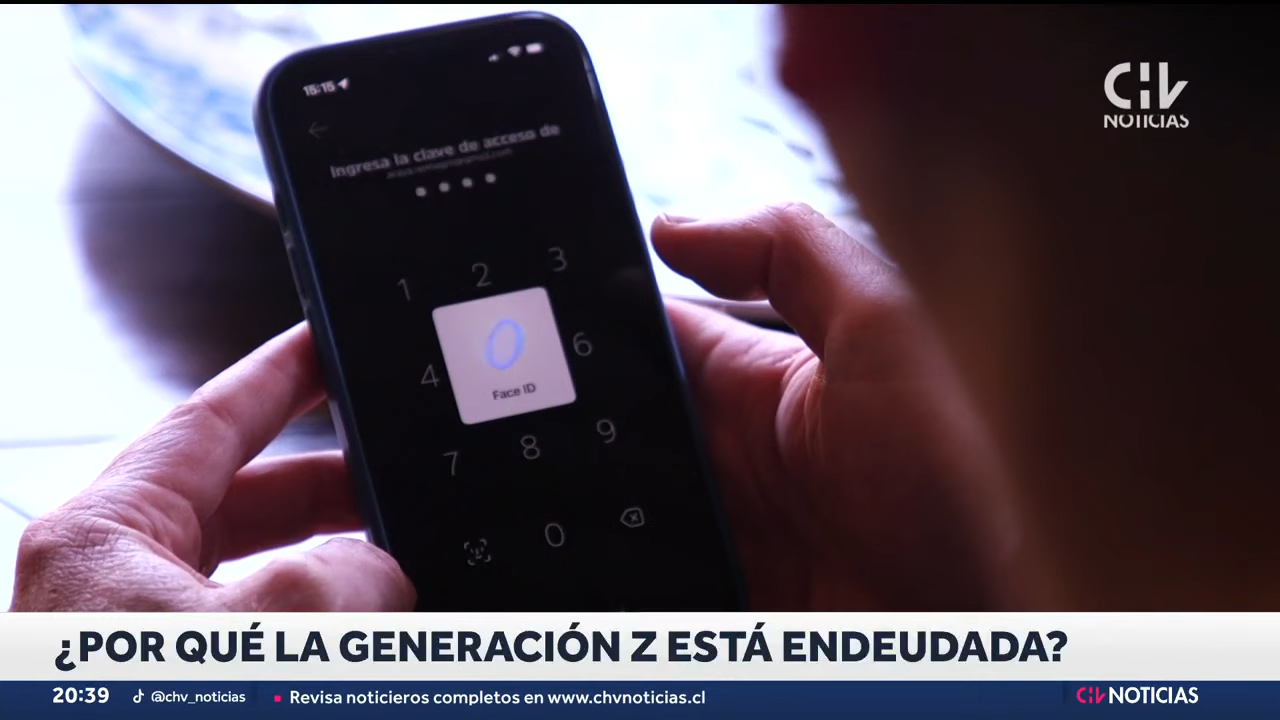 CHV
NOTICIAS
15:15
Ingresa la clave de acceso de
1 2 3
4 6
Face ID
7 8 9
0
¿POR QUÉ LA GENERACIÓN Z ESTÁ ENDEUDADA?
20:39 @chv_noticias Revisa noticieros completos en www.chvnoticias.cl CHV NOTICIAS